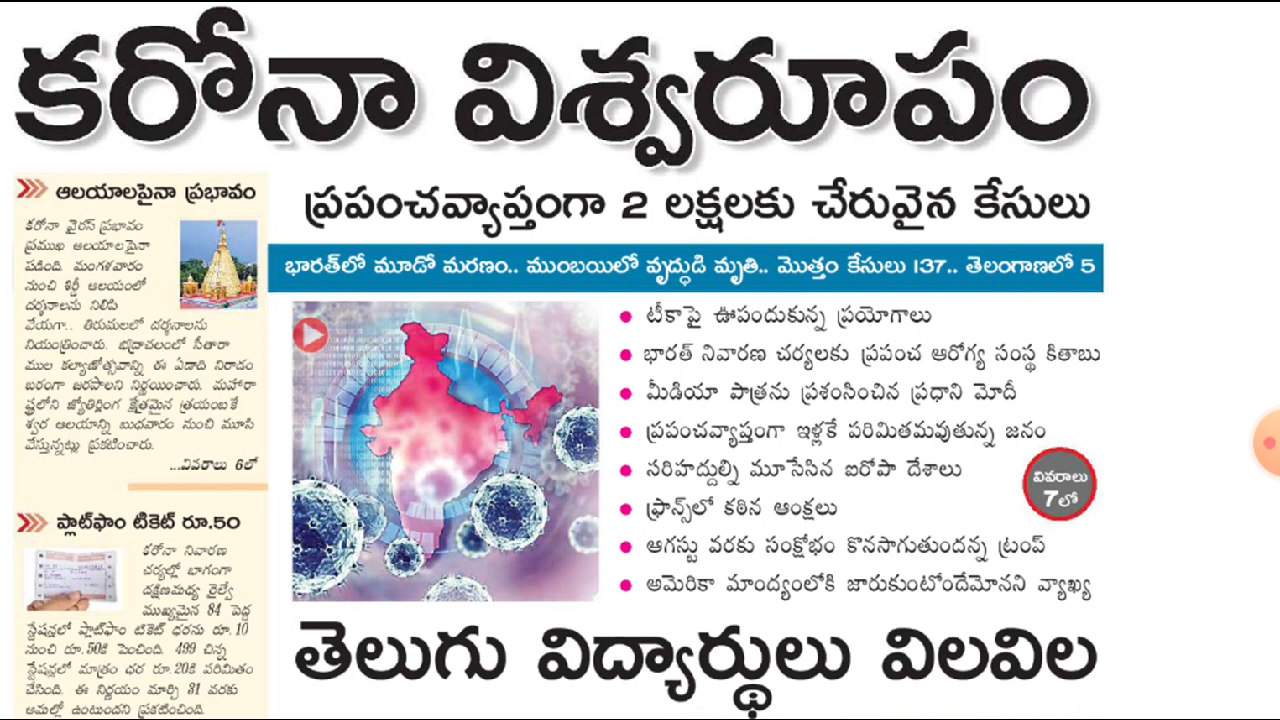 కరోనా విశ్వరూపం
ప్రపంచవ్యాప్తంగా 2 లక్షలకు చేరువైన కేసులు
భారత్‌లో మూడో మరణం.. ముంబయిలో వృద్ధుడి మృతి.. మొత్తం కేసులు 137.. తెలంగాణలో 5
ఆలయాలపైనా ప్రభావం
కరోనా వైరస్ ప్రభావం
ప్రముఖ ఆలయాలపైనా
పడింది. మంగళవారం
నుంచి శిర్డీ ఆలయంలో
దర్శనాలను నిలిపి
వేయగా.. తిరుమలలో దర్శనాలను
నియంత్రించారు. భద్రాచలంలో సీతారా
ముల కల్యాణోత్సవాన్ని ఈ ఏడాది నిరాడం
బరంగా జరపాలని నిర్ణయించారు. మహారా
ష్ట్రలోని జ్యోతిర్లింగ క్షేత్రమైన త్రయంబకే
శ్వర ఆలయాన్ని బుధవారం నుంచి మూసి
వేస్తున్నట్లు ప్రకటించారు.
...వివరాలు 6లో
ప్లాట్‌ఫాం టికెట్ రూ.50
కరోనా నివారణ
చర్యల్లో భాగంగా
దక్షిణమధ్య రైల్వే
ముఖ్యమైన 84 పెద్ద
స్టేషన్లలో ప్లాట్‌ఫాం టికెట్ ధరను రూ.10
నుంచి రూ.50కి పెంచింది. 499 చిన్న
స్టేషన్లలో మాత్రం ధర రూ.20కి పరిమితం
చేసింది. ఈ నిర్ణయం మార్చి 31 వరకు
అమల్లో ఉంటుందని ప్రకటించింది.
టీకాపై ఊపందుకున్న ప్రయోగాలు
భారత్ నివారణ చర్యలకు ప్రపంచ ఆరోగ్య సంస్థ కితాబు
మీడియా పాత్రను ప్రశంసించిన ప్రధాని మోదీ
ప్రపంచవ్యాప్తంగా ఇళ్లకే పరిమితమవుతున్న జనం
సరిహద్దుల్ని మూసేసిన ఐరోపా దేశాలు
ఫ్రాన్స్‌లో కఠిన ఆంక్షలు
ఆగస్టు వరకు సంక్షోభం కొనసాగుతుందన్న ట్రంప్
అమెరికా మాంద్యంలోకి జారుకుంటోందేమోనని వ్యాఖ్య
వివరాలు
7లో
తెలుగు విద్యార్థులు విలవిల